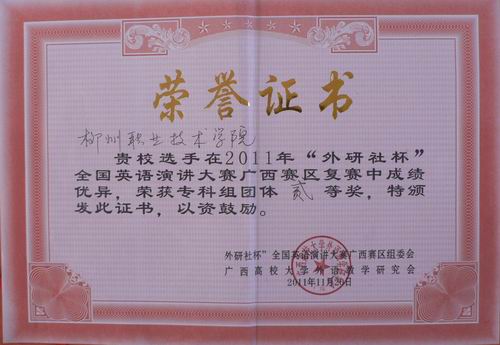 荣誉证书
柳州职业技术学院
贵校选手在2011年“外研社杯”
全国英语演讲大赛广西赛区复赛中成绩
优异，荣获专科组团体 贰 等奖，特颁
发此证书，以资鼓励。
外研社杯”全国英语演讲大赛广西赛区组委会
广西高校大学外语教学研究会
2011年11月26日